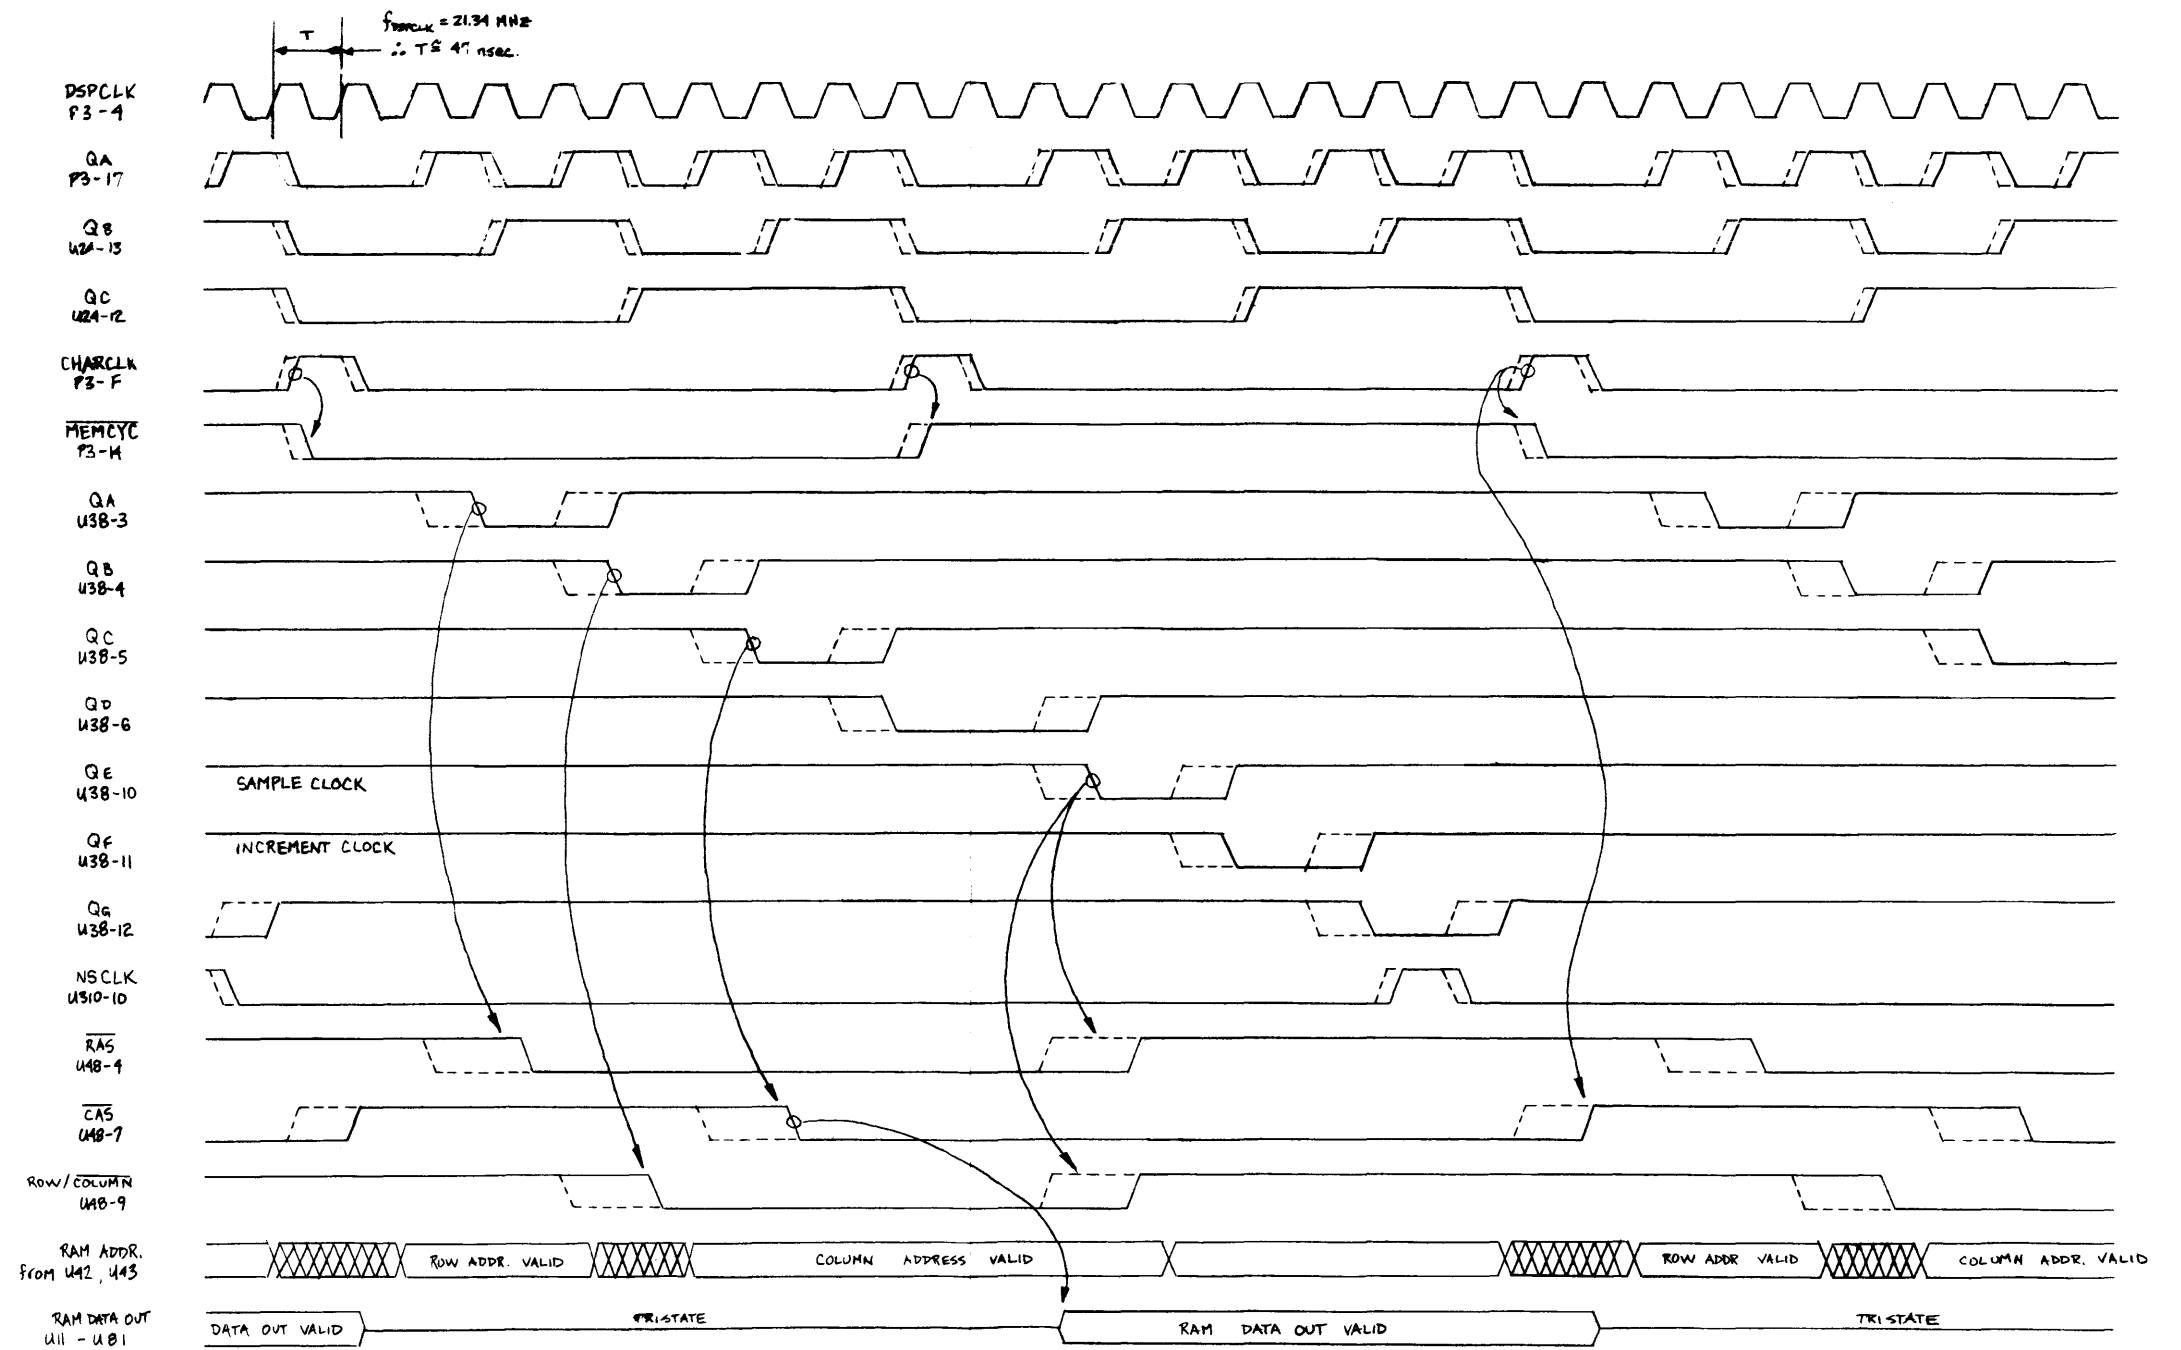 T
fDSPCLK = 21.34 MHZ
∴ T ≅ 47 nsec.
DSPCLK
P3-4
QA
P3-17
QB
U24-13
QC
U24-12
CHARCLK
P3-F
MEMCYC
P3-14
QA
U38-3
QB
U38-4
QC
U38-5
QD
U38-6
QE
U38-10
SAMPLE CLOCK
QF
U38-11
INCREMENT CLOCK
QG
U38-12
NSCLK
U310-10
RAS
U48-4
CAS
U48-7
ROW/COLUMN
U48-9
RAM ADDR.
from U42, U43
ROW ADDR. VALID
COLUMN ADDRESS VALID
ROW ADDR VALID
COLUMN ADDR. VALID
RAM DATA OUT
U11 - U81
DATA OUT VALID
TRISTATE
RAM DATA OUT VALID
TRISTATE